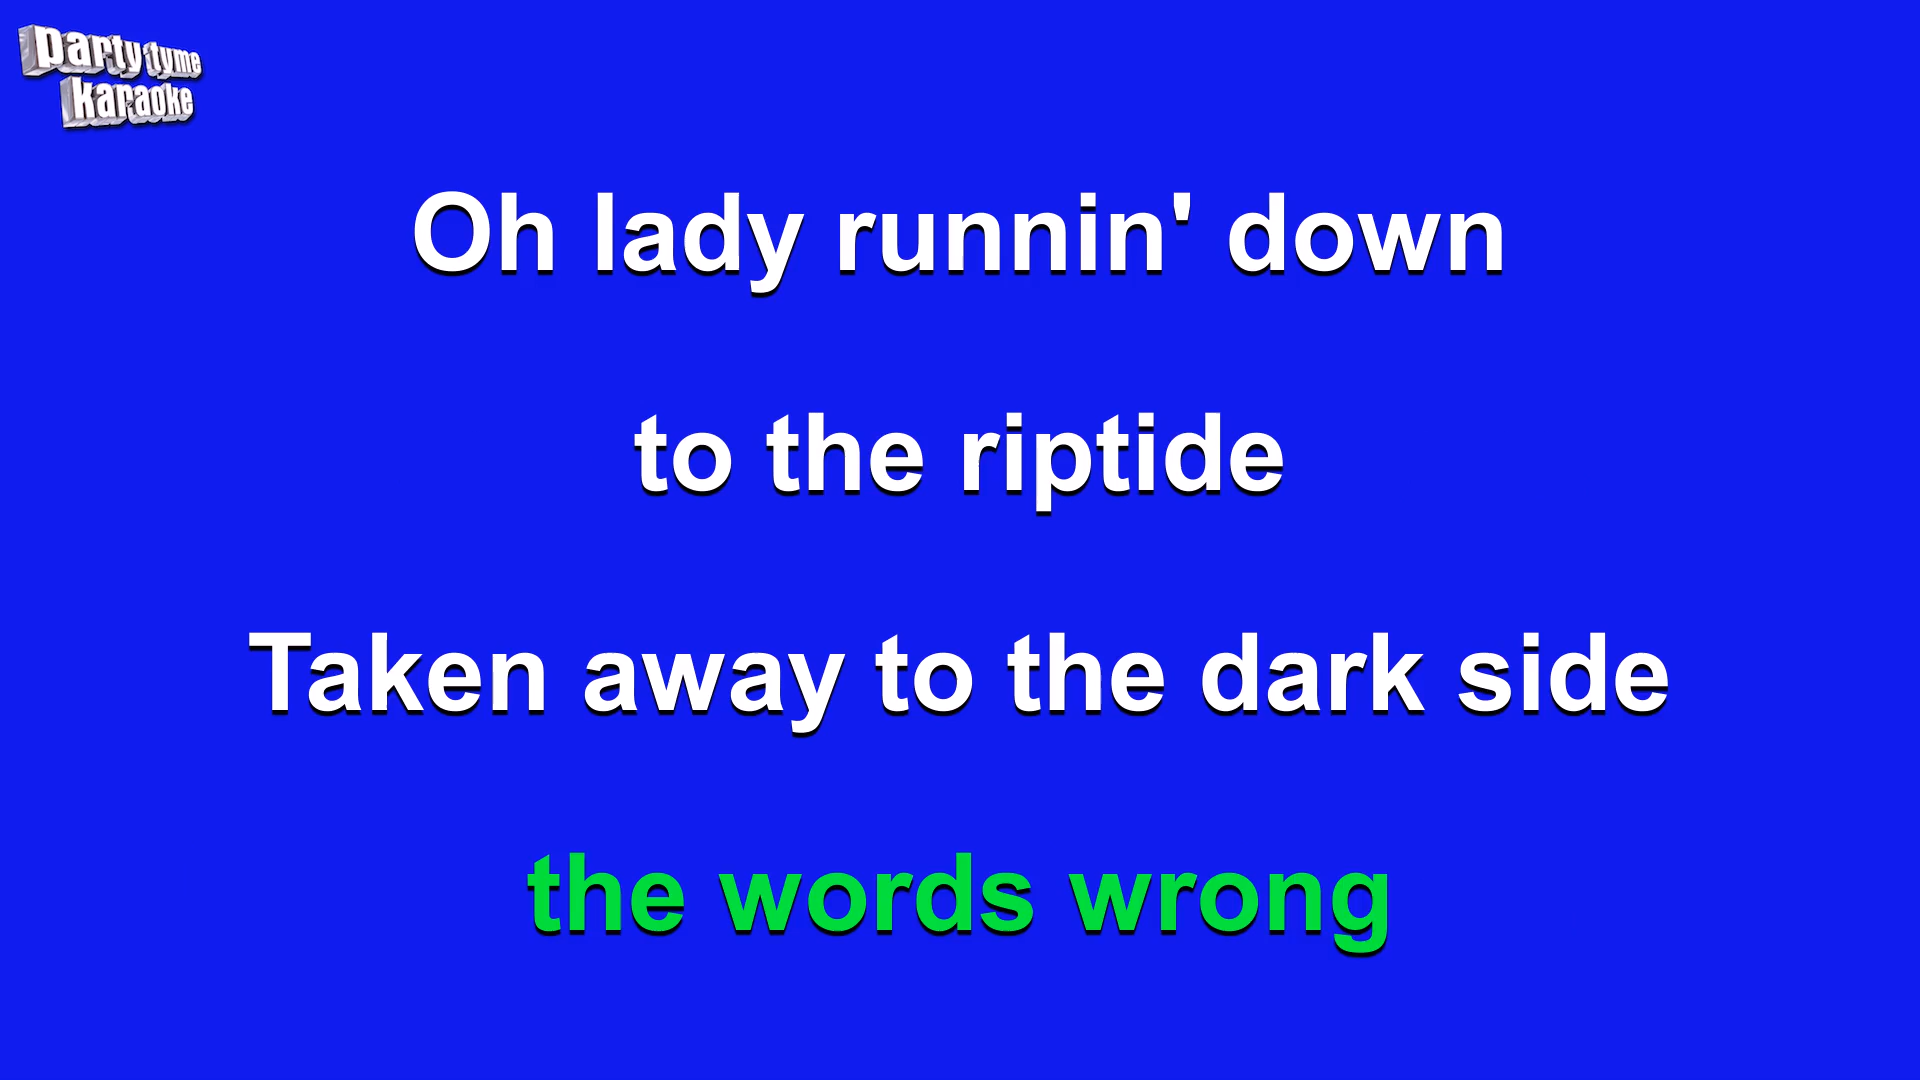 party tyme
karaoke
Oh lady runnin' down
to the riptide
Taken away to the dark side
the words wrong